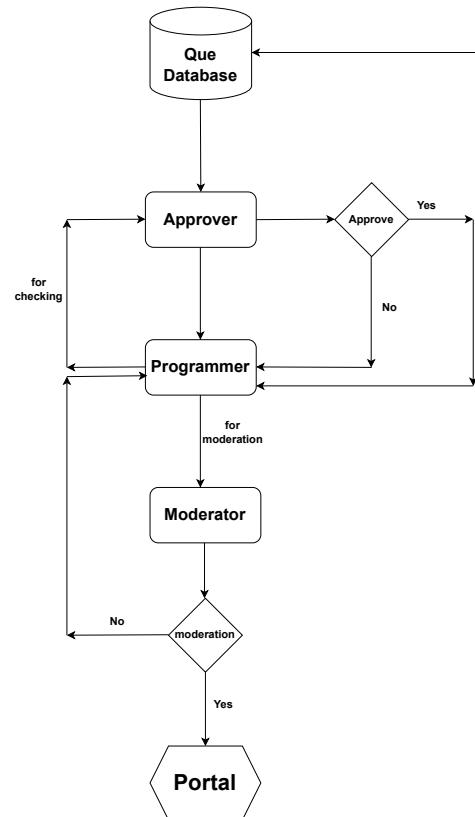 Que
Database
Approver
Approve
Yes
for
checking
No
Programmer
for
moderation
Moderator
No
moderation
Yes
Portal